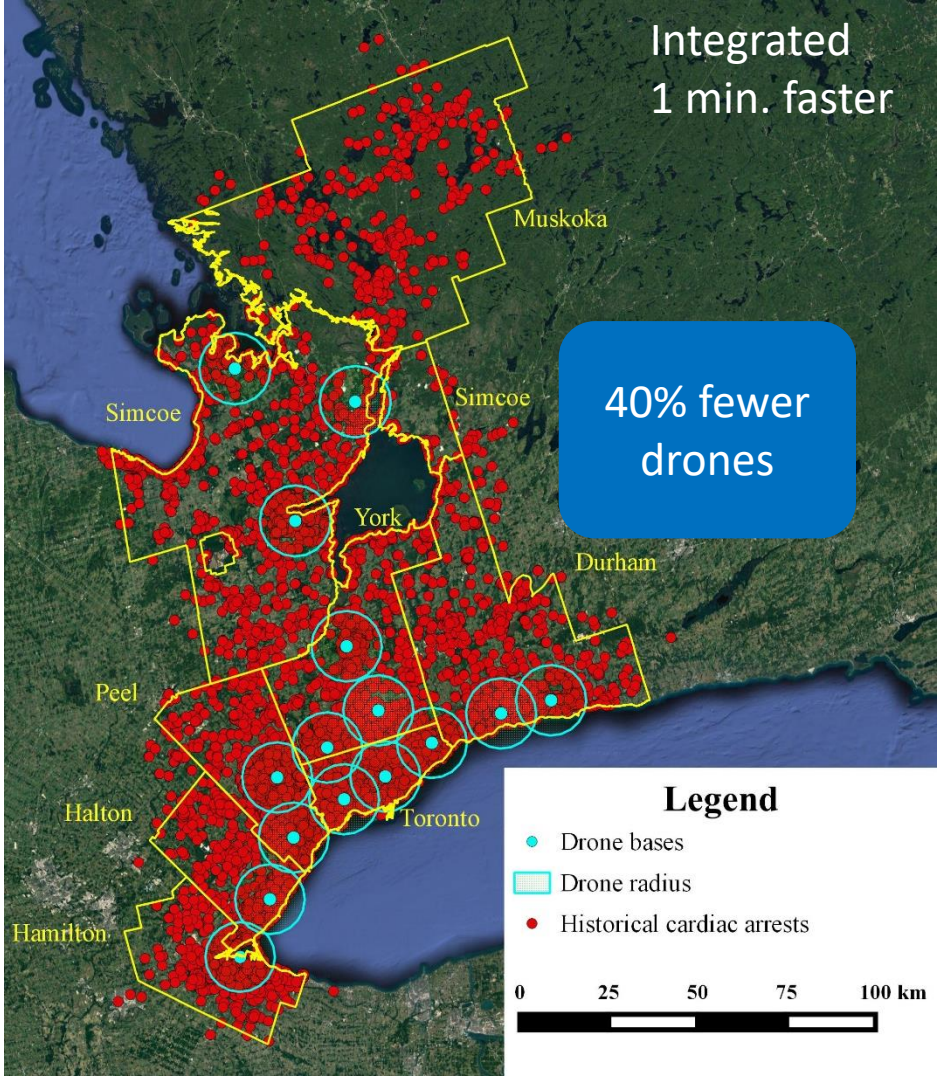 Integrated
1 min. faster
Muskoka
40% fewer
drones
Simcoe
Simcoe
York
Durham
Peel
Halton
Toronto
Hamilton
Legend
Drone bases
Drone radius
Historical cardiac arrests
0 25 50 75 100 km